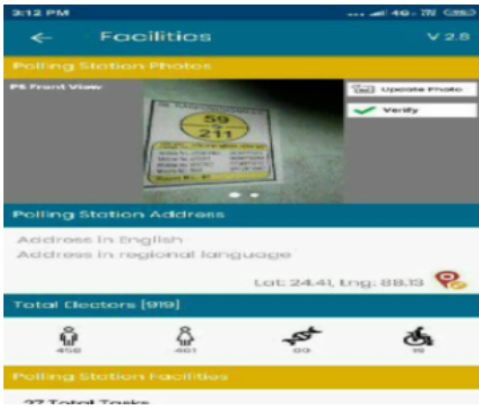 3:12 PM
4G
Facilities
V 2.8
Polling Station Photos
PS Front View
Update Photo
Verify
59
211
Polling Station Address
Address in English
Address in regional language
Lat: 24.41, Lng: 88.13
Total Electors [919]
458
461
Polling Station Facilities
27 Total Tasks